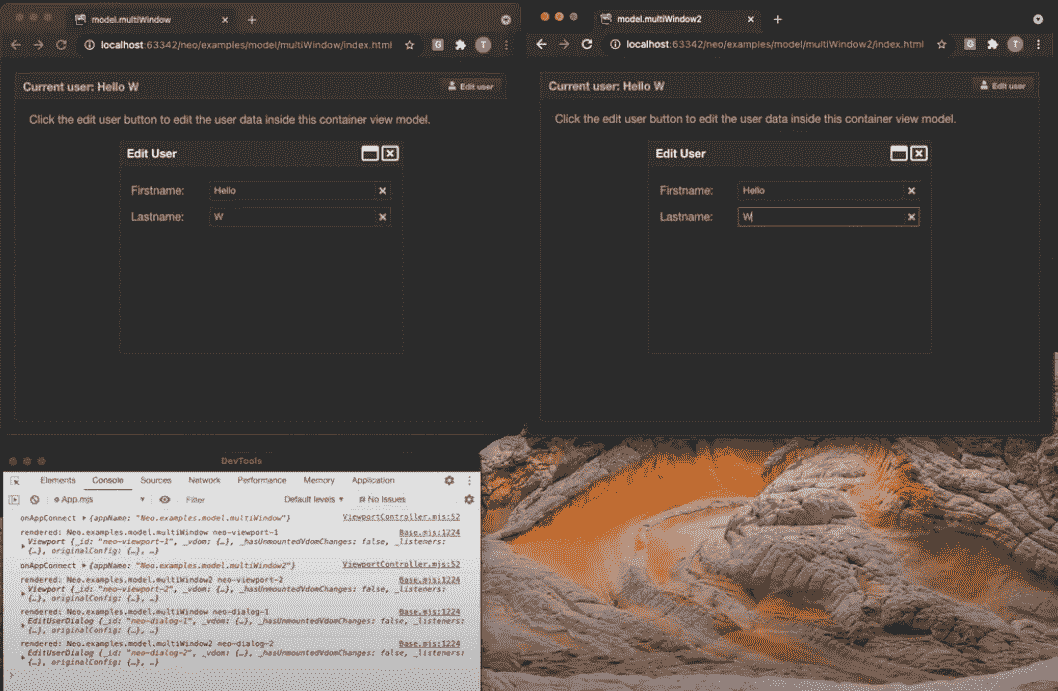 model.multiWindow
localhost:63342/neo/examples/model/multiWindow/index.html
G
T
Current user: Hello W
Edit user
Click the edit user button to edit the user data inside this container view model.
Edit User
Firstname:
Hello
Lastname:
W
model.multiWindow2
localhost:63342/neo/examples/model/multiWindow2/index.html
G
T
Current user: Hello W
Edit user
Click the edit user button to edit the user data inside this container view model.
Edit User
Firstname:
Hello
Lastname:
W
DevTools
Elements Console Sources Network Performance Memory Application
App.mjs Filter Default levels No Issues
onAppConnect {appName: "Neo.examples.model.multiWindow"} ViewportController.mjs:52
rendered: Neo.examples.model.multiWindow neo-viewport-1 Base.mjs:1224
Viewport {_id: "neo-viewport-1", _vdom: {…}, _hasUnmountedVdomChanges: false, _listeners:
{…}, originalConfig: {…}, …}
onAppConnect {appName: "Neo.examples.model.multiWindow2"} ViewportController.mjs:52
rendered: Neo.examples.model.multiWindow2 neo-viewport-2 Base.mjs:1224
Viewport {_id: "neo-viewport-2", _vdom: {…}, _hasUnmountedVdomChanges: false, _listeners:
{…}, originalConfig: {…}, …}
rendered: Neo.examples.model.multiWindow neo-dialog-1 Base.mjs:1224
EditUserDialog {_id: "neo-dialog-1", _vdom: {…}, _hasUnmountedVdomChanges: false, _listeners:
{…}, originalConfig: {…}, …}
rendered: Neo.examples.model.multiWindow2 neo-dialog-2 Base.mjs:1224
EditUserDialog {_id: "neo-dialog-2", _vdom: {…}, _hasUnmountedVdomChanges: false, _listeners:
{…}, originalConfig: {…}, …}